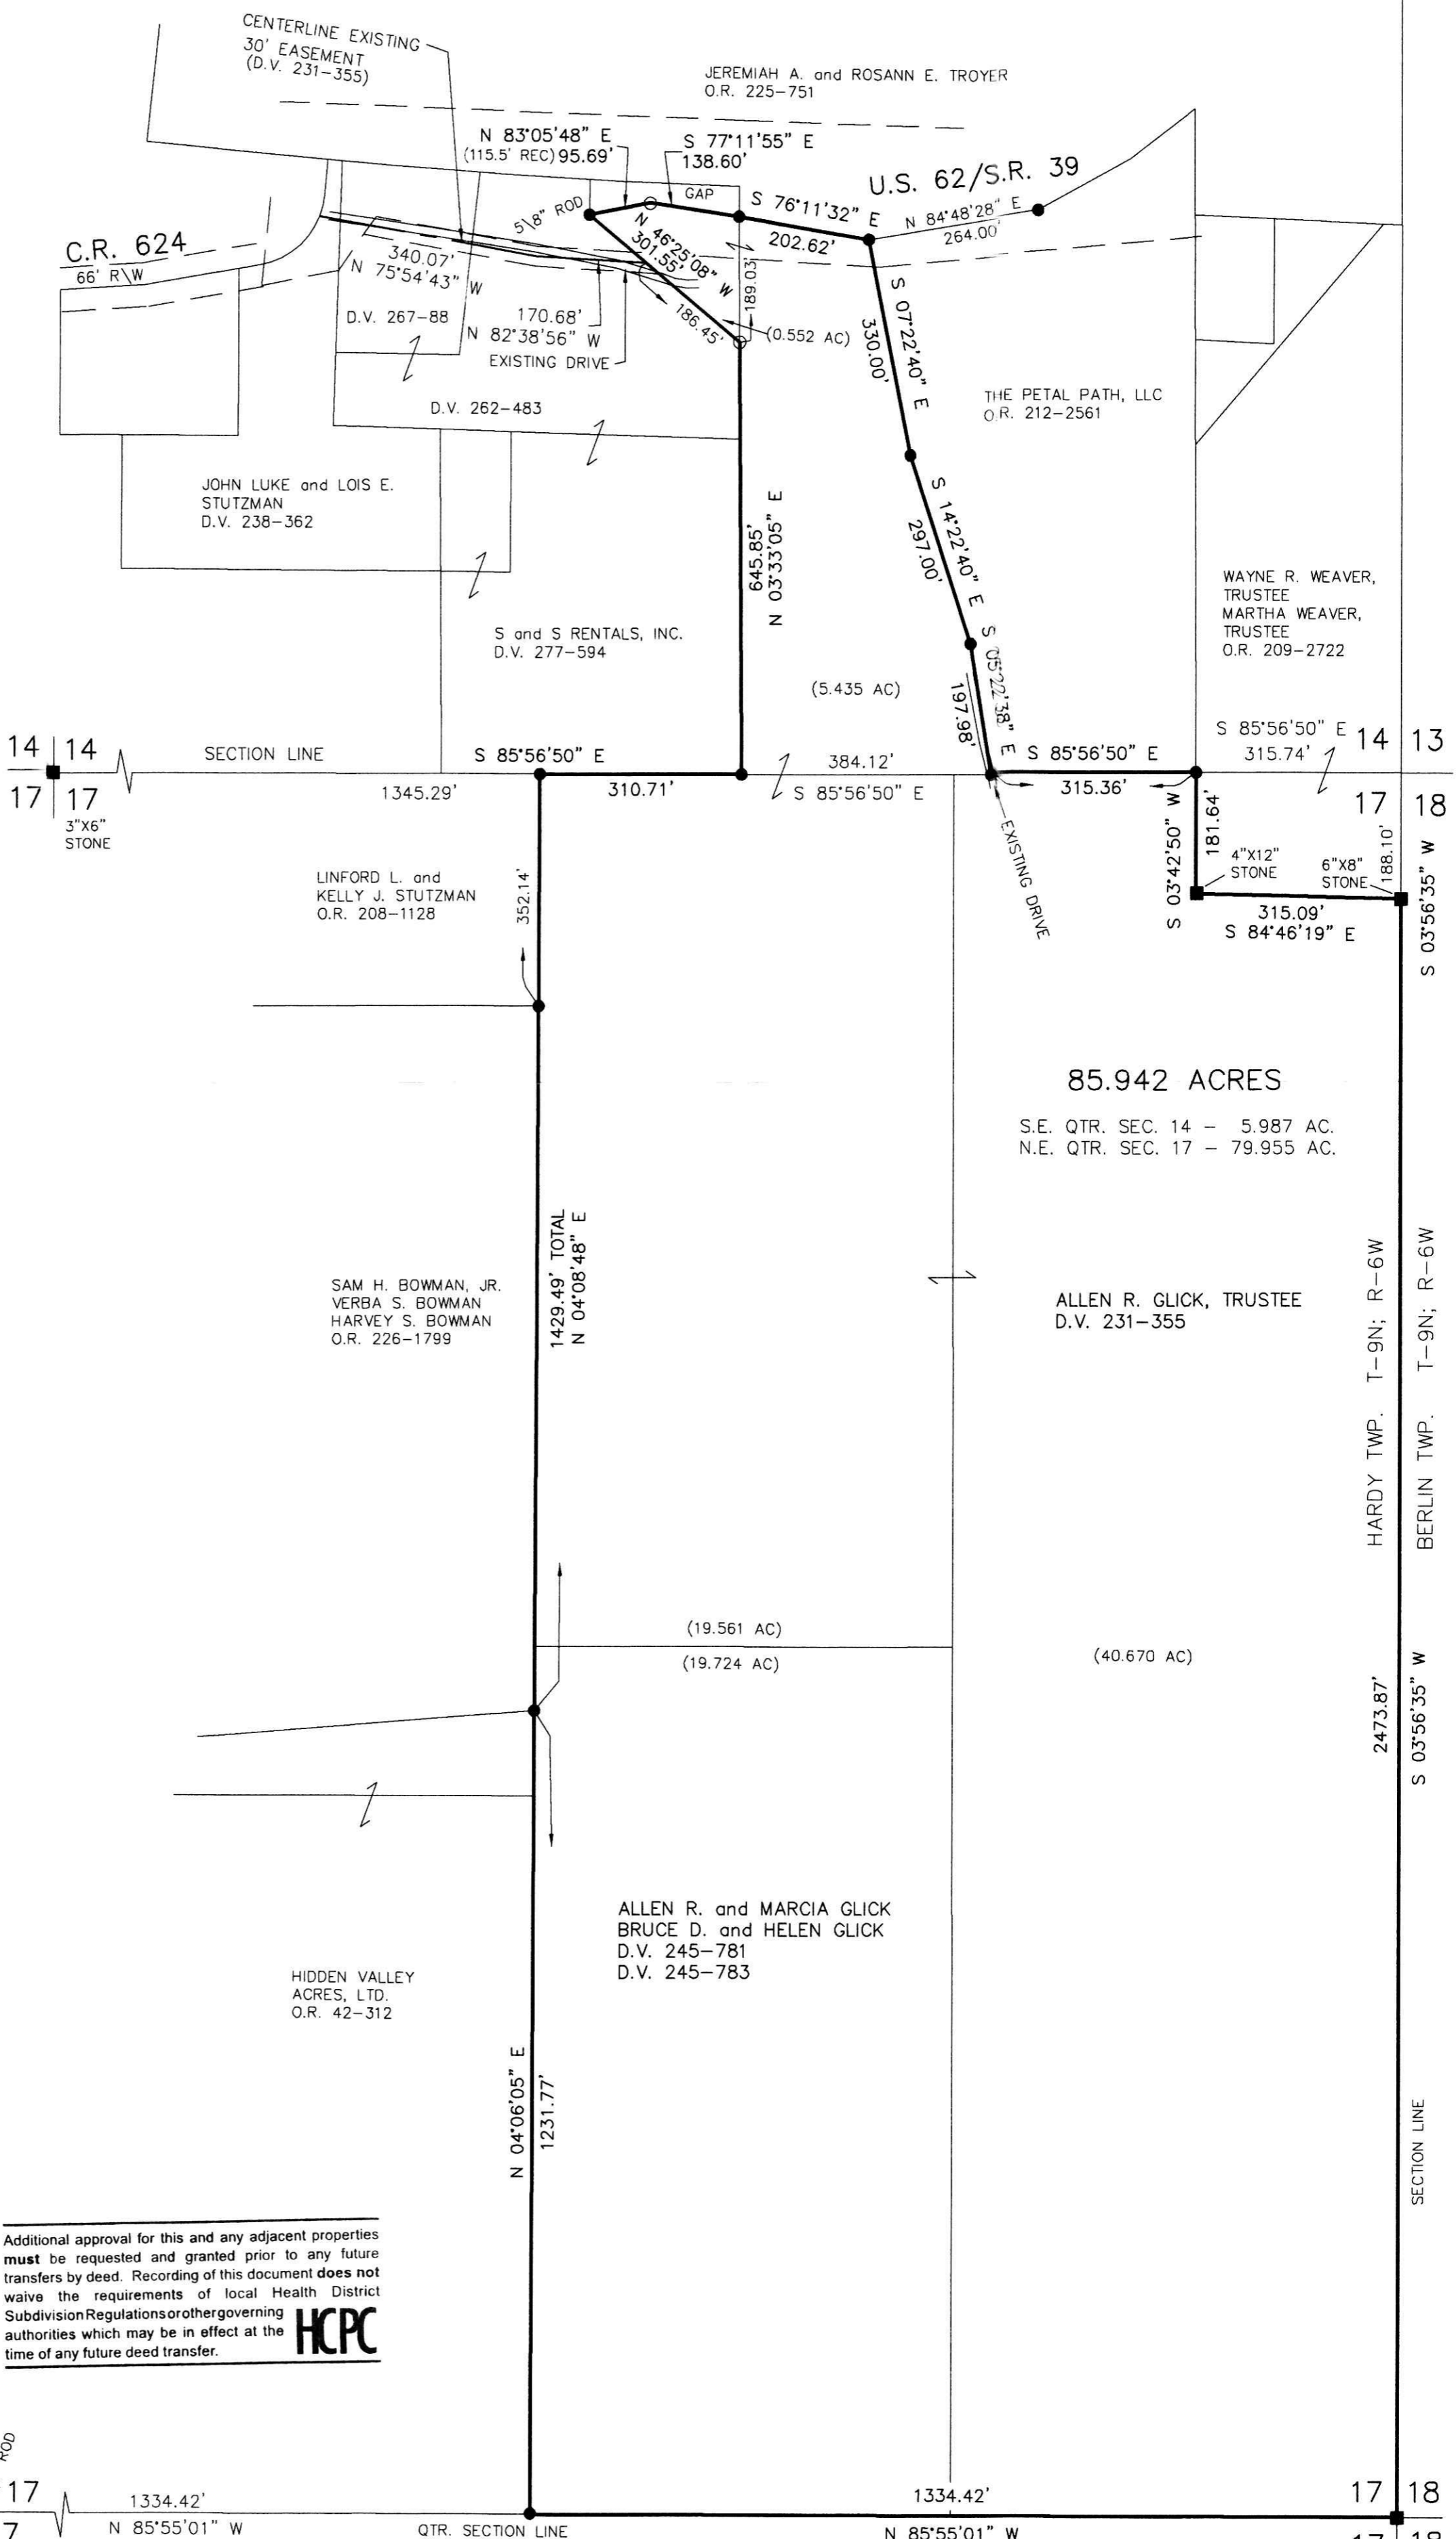 CENTERLINE EXISTING
30' EASEMENT
(D.V. 231-355)
JEREMIAH A. and ROSANN E. TROYER
O.R. 225-751
N 83°05'48" E
(115.5' REC) 95.69'
S 77°11'55" E
138.60'
U.S. 62/S.R. 39
5\8" ROD
GAP
S 76°11'32" E
202.62'
N 84°48'28" E
264.00'
C.R. 624
66' R\W
340.07'
N 75°54'43" W
N 46°25'08" W
301.55'
189.03'
186.45'
(0.552 AC)
D.V. 267-88
170.68'
N 82°38'56" W
EXISTING DRIVE
S 07°22'40" E
330.00'
D.V. 262-483
THE PETAL PATH, LLC
O.R. 212-2561
JOHN LUKE and LOIS E.
STUTZMAN
D.V. 238-362
645.85'
N 03°33'05" E
S 14°22'40" E
297.00'
WAYNE R. WEAVER,
TRUSTEE
MARTHA WEAVER,
TRUSTEE
O.R. 209-2722
S and S RENTALS, INC.
D.V. 277-594
S 05°22'38" E
197.98'
(5.435 AC)
14 14
17 17
3"X6"
STONE
SECTION LINE
1345.29'
S 85°56'50" E
310.71'
384.12'
S 85°56'50" E
S 85°56'50" E
315.36'
S 85°56'50" E
315.74'
14 13
17 18
EXISTING DRIVE
S 03°42'50" W
181.64'
4"X12"
STONE
6"X8"
STONE
188.10'
315.09'
S 84°46'19" E
S 03°56'35" W
LINFORD L. and
KELLY J. STUTZMAN
O.R. 208-1128
352.14'
85.942 ACRES
S.E. QTR. SEC. 14 - 5.987 AC.
N.E. QTR. SEC. 17 - 79.955 AC.
1429.49' TOTAL
N 04°08'48" E
SAM H. BOWMAN, JR.
VERBA S. BOWMAN
HARVEY S. BOWMAN
O.R. 226-1799
ALLEN R. GLICK, TRUSTEE
D.V. 231-355
HARDY TWP. T-9N; R-6W
BERLIN TWP. T-9N; R-6W
(19.561 AC)
(19.724 AC)
(40.670 AC)
2473.87'
S 03°56'35" W
ALLEN R. and MARCIA GLICK
BRUCE D. and HELEN GLICK
D.V. 245-781
D.V. 245-783
HIDDEN VALLEY
ACRES, LTD.
O.R. 42-312
N 04°06'05" E
1231.77'
SECTION LINE
Additional approval for this and any adjacent properties
must be requested and granted prior to any future
transfers by deed. Recording of this document does not
waive the requirements of local Health District
Subdivision Regulations or other governing
authorities which may be in effect at the
time of any future deed transfer.
HCPC
ROD
17
7
1334.42'
N 85°55'01" W
QTR. SECTION LINE
1334.42'
N 85°55'01" W
17 18
17 18